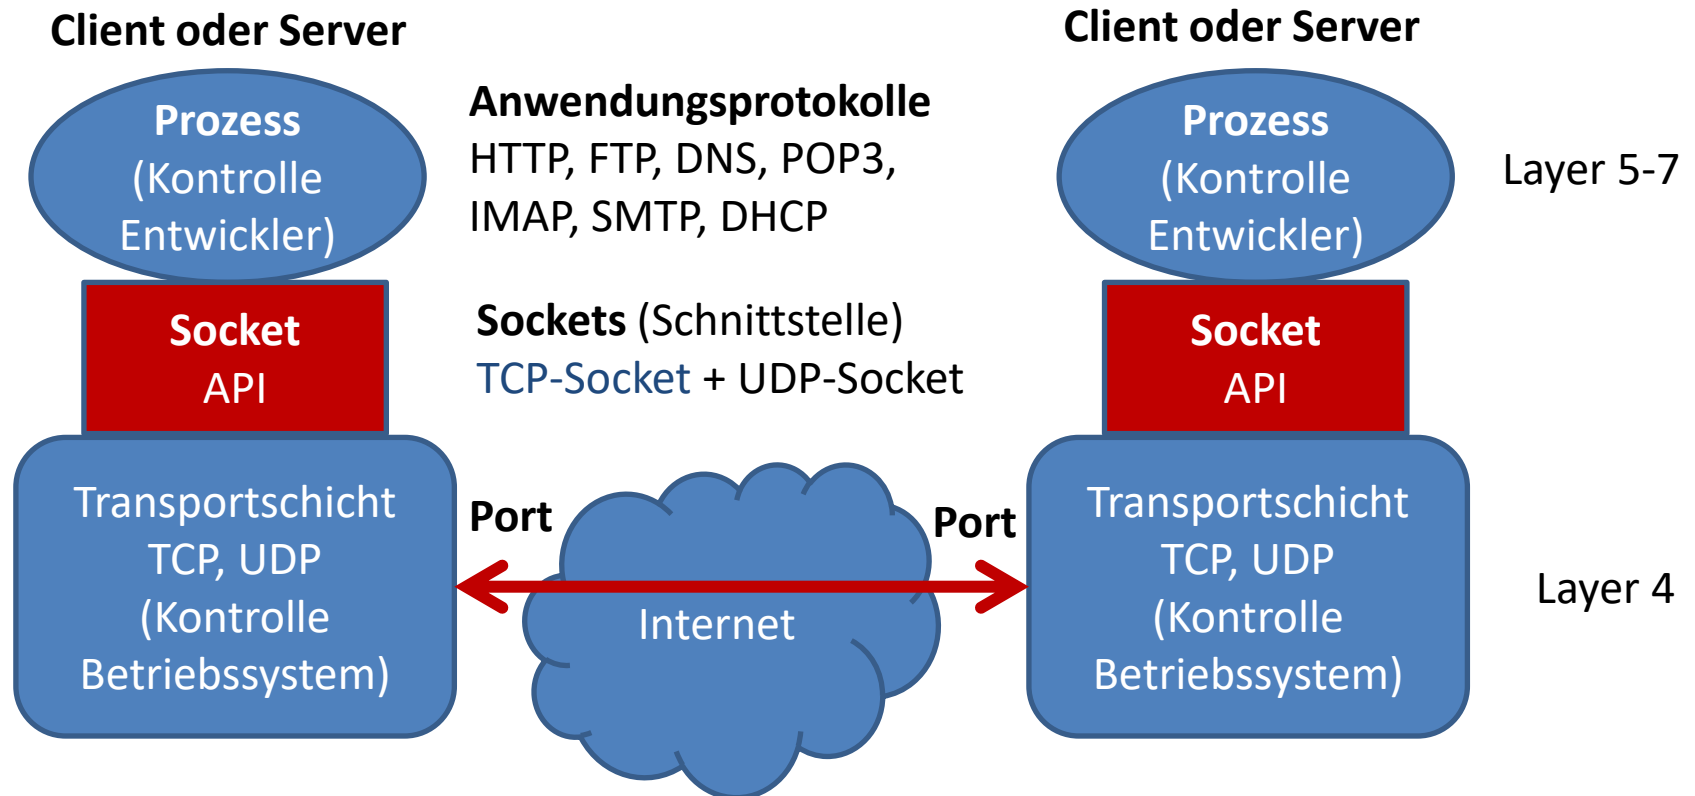 Client oder Server
Prozess
(Kontrolle
Entwickler)
Socket
API
Transportschicht
TCP, UDP
(Kontrolle
Betriebssystem)
Anwendungsprotokolle
HTTP, FTP, DNS, POP3,
IMAP, SMTP, DHCP
Sockets (Schnittstelle)
TCP-Socket + UDP-Socket
Port
Internet
Port
Client oder Server
Prozess
(Kontrolle
Entwickler)
Socket
API
Transportschicht
TCP, UDP
(Kontrolle
Betriebssystem)
Layer 5-7
Layer 4